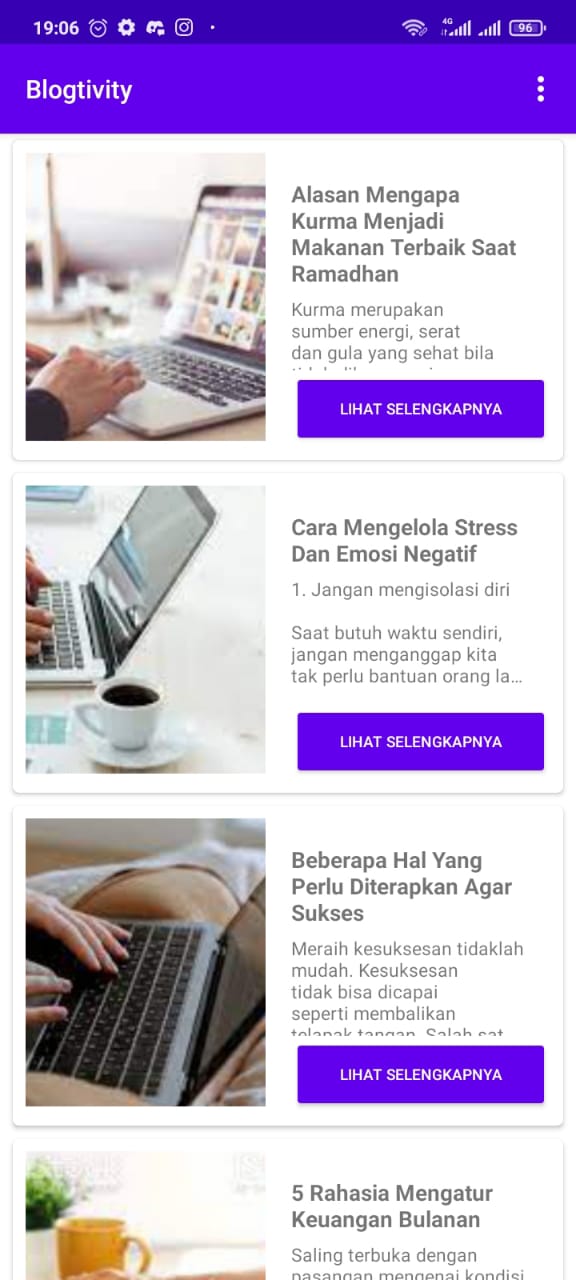 19:06
4G
96
Blogtivity
Alasan Mengapa
Kurma Menjadi
Makanan Terbaik Saat
Ramadhan
Kurma merupakan
sumber energi, serat
dan gula yang sehat bila
LIHAT SELENGKAPNYA
Cara Mengelola Stress
Dan Emosi Negatif
1. Jangan mengisolasi diri
Saat butuh waktu sendiri,
jangan menganggap kita
tak perlu bantuan orang la...
LIHAT SELENGKAPNYA
Beberapa Hal Yang
Perlu Diterapkan Agar
Sukses
Meraih kesuksesan tidaklah
mudah. Kesuksesan
tidak bisa dicapai
seperti membalikan
telapak tangan. Salah sat
LIHAT SELENGKAPNYA
5 Rahasia Mengatur
Keuangan Bulanan
Saling terbuka dengan
pasangan mengenai kondisi